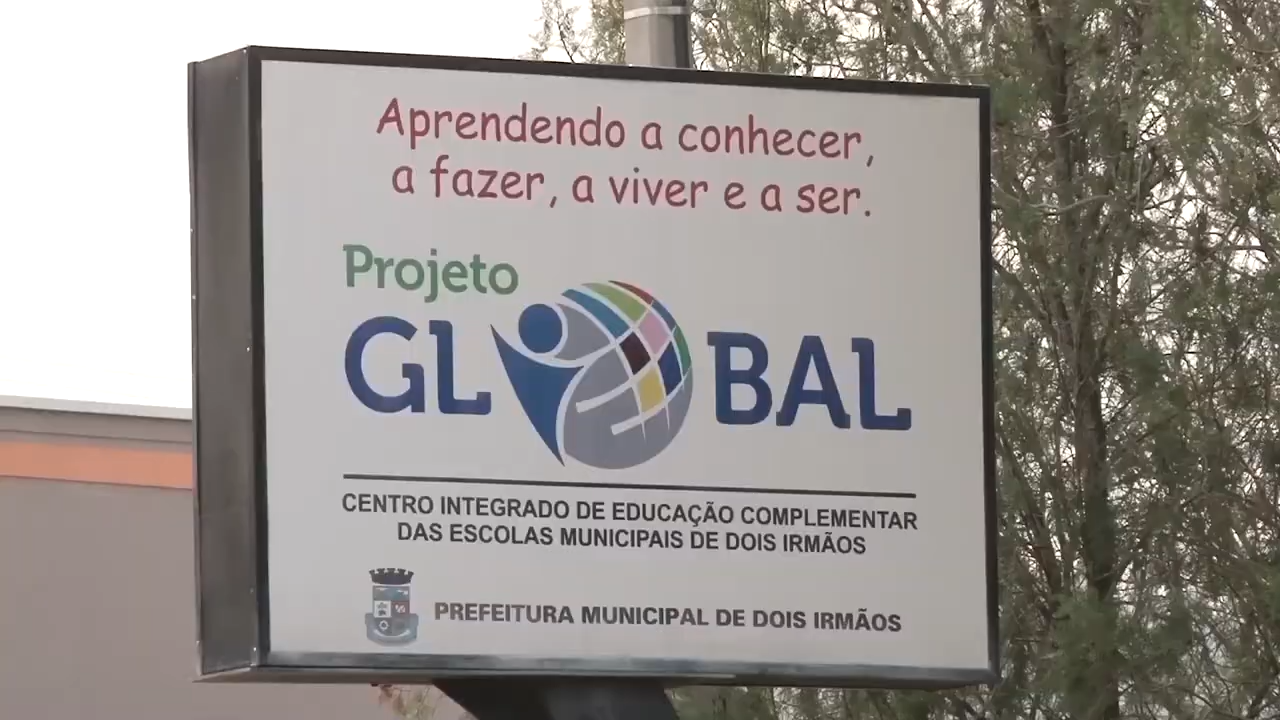 Aprendendo a conhecer,
a fazer, a viver e a ser.
Projeto
GLOBAL
CENTRO INTEGRADO DE EDUCAÇÃO COMPLEMENTAR
DAS ESCOLAS MUNICIPAIS DE DOIS IRMÃOS
PREFEITURA MUNICIPAL DE DOIS IRMÃOS